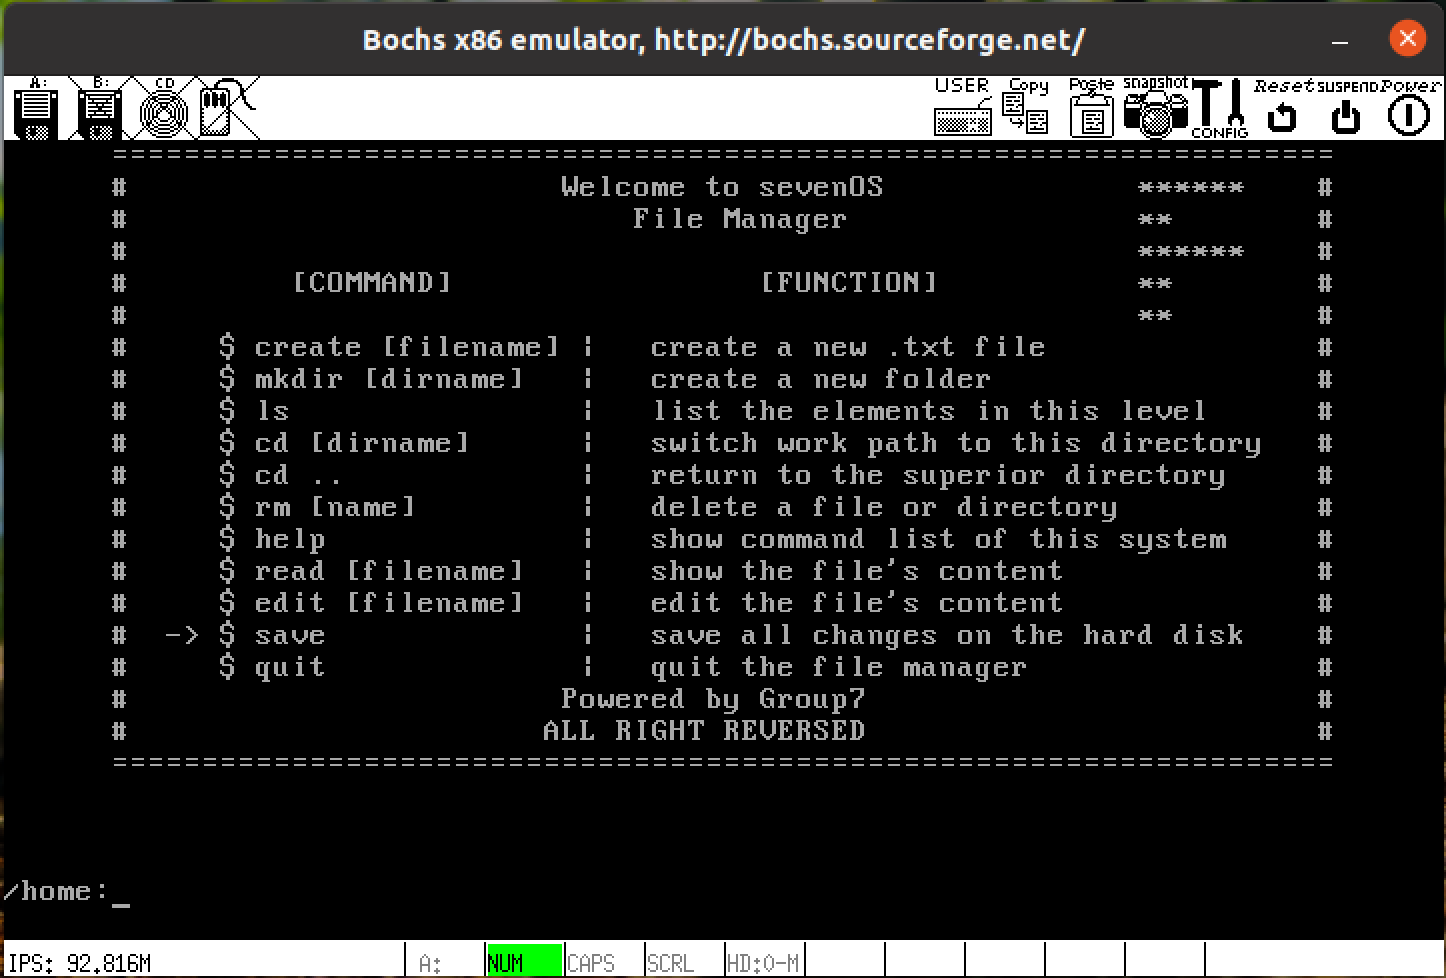 Bochs x86 emulator, http://bochs.sourceforge.net/
A: B: CD USER Copy Paste snapshot CONFIG Reset SUSPEND Power
====================================================================
# Welcome to sevenOS ****** #
# File Manager ** #
# ****** #
# [COMMAND] [FUNCTION] ** #
# ** #
# $ create [filename] ¦ create a new .txt file #
# $ mkdir [dirname] ¦ create a new folder #
# $ ls ¦ list the elements in this level #
# $ cd [dirname] ¦ switch work path to this directory #
# $ cd .. ¦ return to the superior directory #
# $ rm [name] ¦ delete a file or directory #
# $ help ¦ show command list of this system #
# $ read [filename] ¦ show the file's content #
# $ edit [filename] ¦ edit the file's content #
# -> $ save ¦ save all changes on the hard disk #
# $ quit ¦ quit the file manager #
# Powered by Group7 #
# ALL RIGHT REVERSED #
====================================================================
/home:_
IPS: 92.816M A: NUM CAPS SCRL HD:0-M